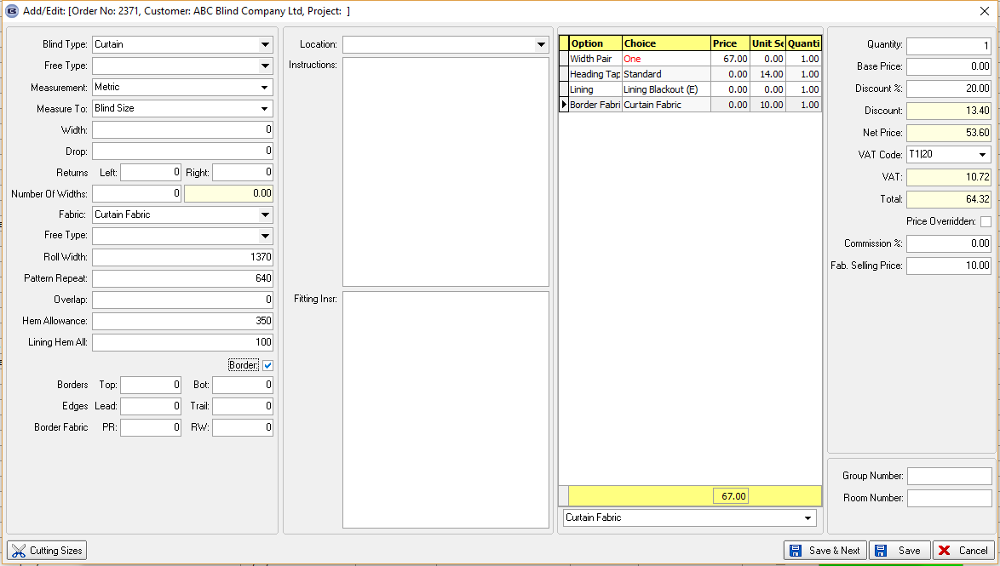 Add/Edit: [Order No: 2371, Customer: ABC Blind Company Ltd, Project:  ]
Blind Type: Curtain
Free Type:
Measurement: Metric
Measure To: Blind Size
Width: 0
Drop: 0
Returns Left: 0 Right: 0
Number Of Widths: 0 0.00
Fabric: Curtain Fabric
Free Type:
Roll Width: 1370
Pattern Repeat: 640
Overlap: 0
Hem Allowance: 350
Lining Hem All: 100
Border:
Borders Top: 0 Bot: 0
Edges Lead: 0 Trail: 0
Border Fabric PR: 0 RW: 0
Cutting Sizes
Location:
Instructions:
Fitting Insr:
Option Choice Price Unit Se Quanti
Width Pair One 67.00 0.00 1.00
Heading Tap Standard 0.00 14.00 1.00
Lining Lining Blackout (E) 0.00 0.00 1.00
Border Fabri Curtain Fabric 0.00 10.00 1.00
67.00
Curtain Fabric
Quantity: 1
Base Price: 0.00
Discount %: 20.00
Discount: 13.40
Net Price: 53.60
VAT Code: T1|20
VAT: 10.72
Total: 64.32
Price Overridden:
Commission %: 0.00
Fab. Selling Price: 10.00
Group Number:
Room Number:
Save & Next Save Cancel